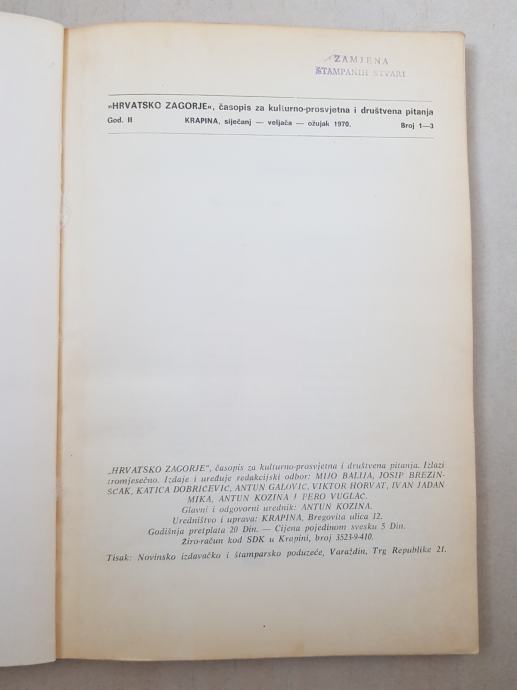 ZAMJENA
ŠTAMPANIH STVARI
»HRVATSKO ZAGORJE«, časopis za kulturno-prosvjetna i društvena pitanja
God. II KRAPINA, siječanj — veljača — ožujak 1970. Broj 1—3
„HRVATSKO ZAGORJE", časopis za kulturno-prosvjetna i društvena pitanja. Izlazi
tromjesečno. Izdaje i uređuje redakcijski odbor: MIJO BALIJA, JOSIP BREZIN-
ŠČAK, KATICA DOBRIČEVIĆ, ANTUN GALOVIĆ, VIKTOR HORVAT, IVAN JADAN
MIKA, ANTUN KOZINA I PERO VUGLAČ.
Glavni i odgovorni urednik: ANTUN KOZINA.
Uredništvo i uprava: KRAPINA, Bregovita ulica 12.
Godišnja pretplata 20 Din. — Cijena pojedinom svesku 5 Din.
Žiro-račun kod SDK u Krapini, broj 3523-9-410.
Tisak: Novinsko izdavačko i štamparsko poduzeće, Varaždin, Trg Republike 21.